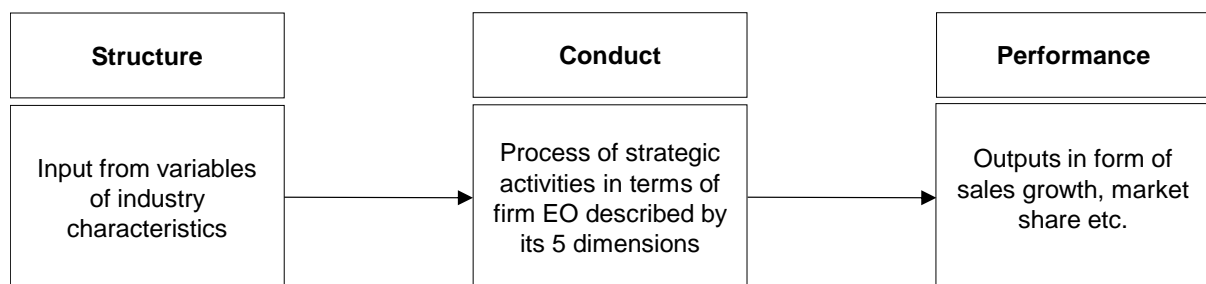 Structure
Input from variables
of industry
characteristics
Conduct
Process of strategic
activities in terms of
firm EO described by
its 5 dimensions
Performance
Outputs in form of
sales growth, market
share etc.